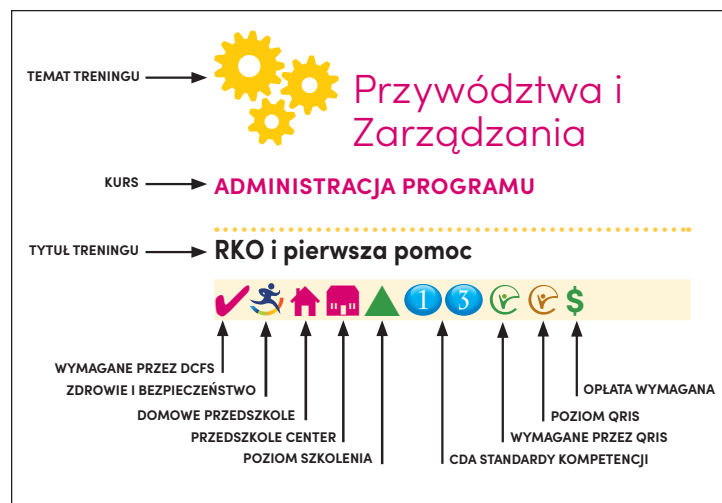 TEMAT TRENINGU
Przywództwa i
Zarządzania
KURS
ADMINISTRACJA PROGRAMU
TYTUŁ TRENINGU
RKO i pierwsza pomoc
1 3 $
WYMAGANE PRZEZ DCFS
ZDROWIE I BEZPIECZEŃSTWO
OPŁATA WYMAGANA
DOMOWE PRZEDSZKOLE
POZIOM QRIS
PRZEDSZKOLE CENTER
WYMAGANE PRZEZ QRIS
POZIOM SZKOLENIA
CDA STANDARDY KOMPETENCJI